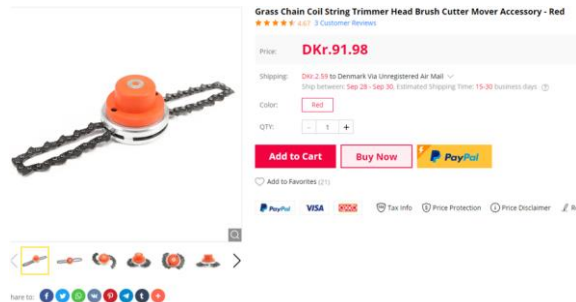 Grass Chain Coil String Trimmer Head Brush Cutter Mover Accessory - Red
4.67 3 Customer Reviews
Price: DKr.91.98
Shipping: DKr.2.59 to Denmark Via Unregistered Air Mail
Ship between: Sep 28 - Sep 30, Estimated Shipping Time: 15-30 business days
Color: Red
QTY: - 1 +
Add to Cart Buy Now PayPal
Add to Favorites (21)
PayPal VISA Tax Info Price Protection Price Disclaimer
hare to: